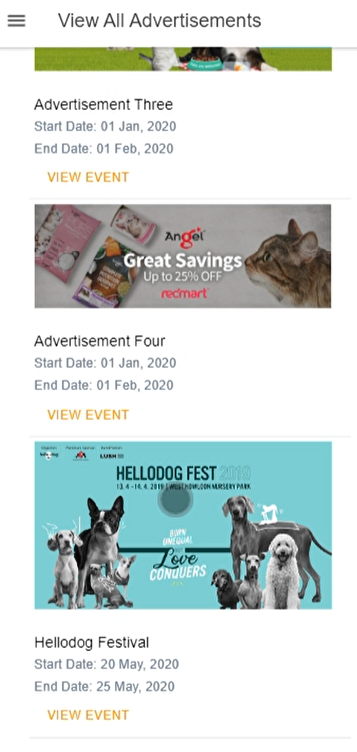 View All Advertisements
Advertisement Three
Start Date: 01 Jan, 2020
End Date: 01 Feb, 2020
VIEW EVENT
Angel
Great Savings
Up to 25% OFF
redmart
Advertisement Four
Start Date: 01 Jan, 2020
End Date: 01 Feb, 2020
VIEW EVENT
LUSH
HELLODOG FEST 2019
13. 4 -14. 4. 2019 | WEST KOWLOON NURSERY PARK
BORN
UNEQUAL
Love
CONQUERS
Hellodog Festival
Start Date: 20 May, 2020
End Date: 25 May, 2020
VIEW EVENT